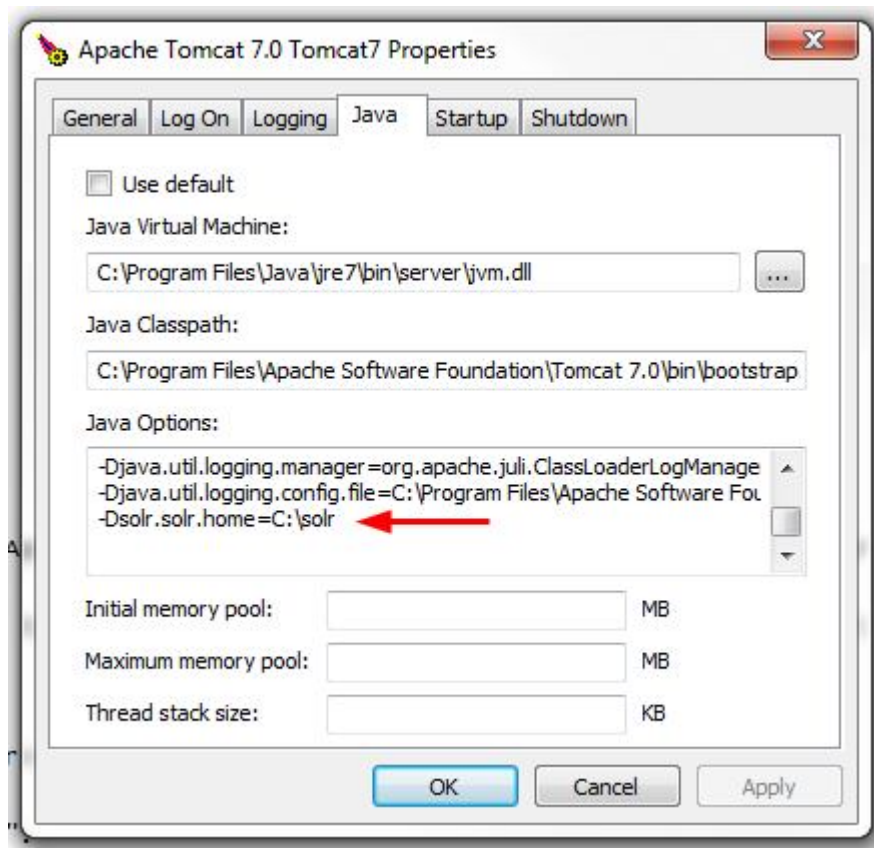 Apache Tomcat 7.0 Tomcat7 Properties
General Log On Logging Java Startup Shutdown
Use default
Java Virtual Machine:
C:\Program Files\Java\jre7\bin\server\jvm.dll ...
Java Classpath:
C:\Program Files\Apache Software Foundation\Tomcat 7.0\bin\bootstrap
Java Options:
-Djava.util.logging.manager=org.apache.juli.ClassLoaderLogManage
-Djava.util.logging.config.file=C:\Program Files\Apache Software Fou
-Dsolr.solr.home=C:\solr
Initial memory pool: MB
Maximum memory pool: MB
Thread stack size: KB
OK Cancel Apply